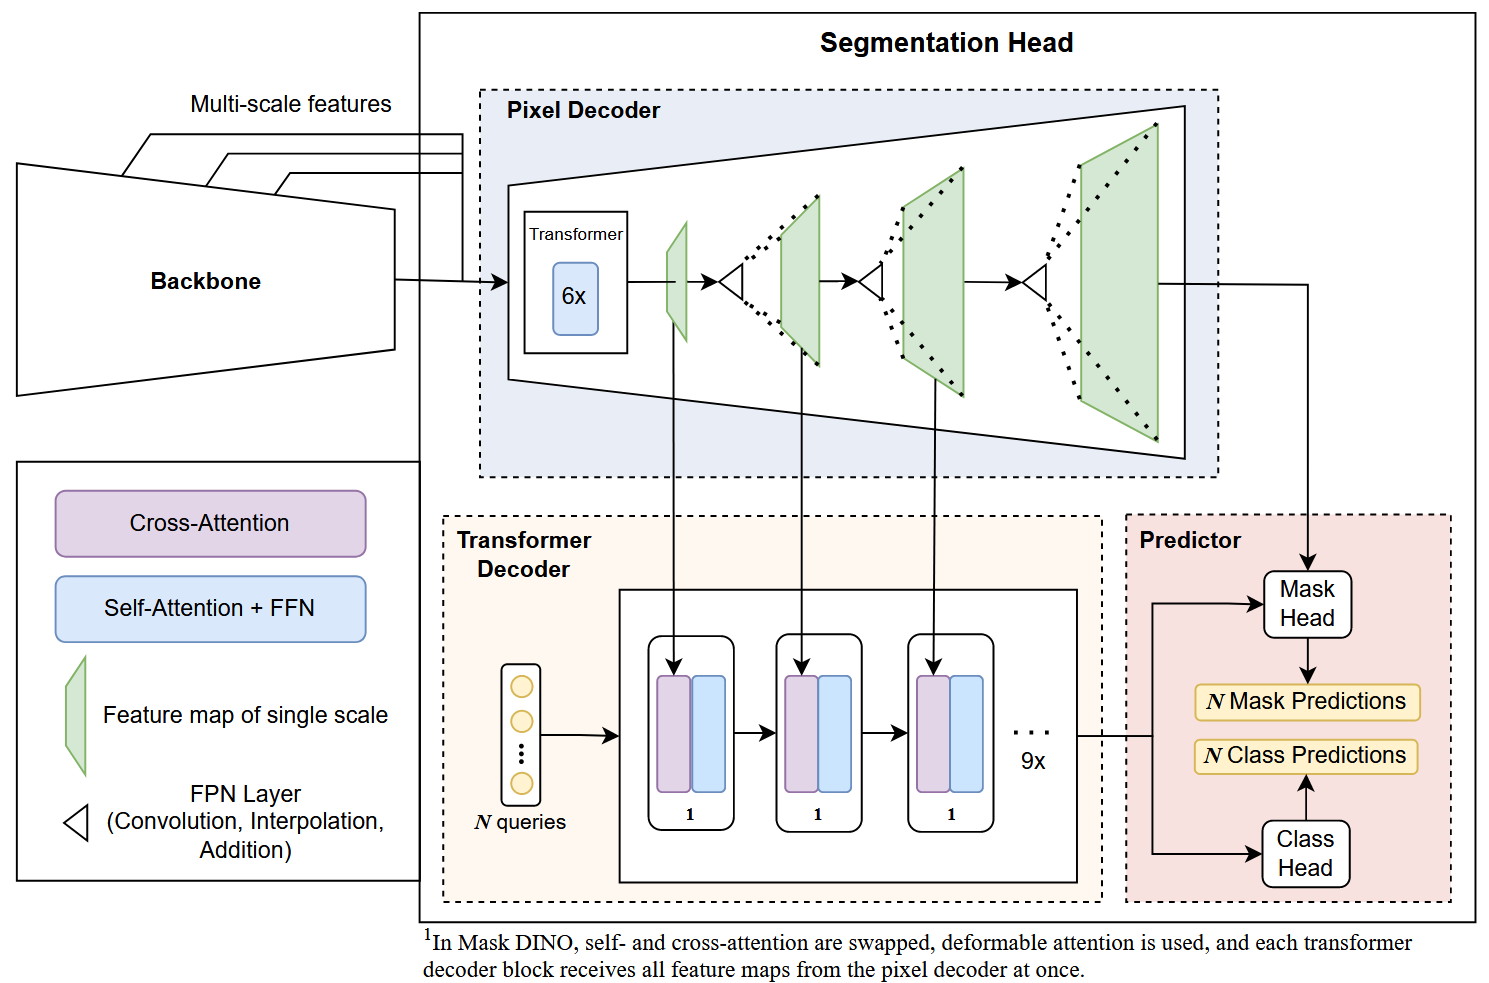 Segmentation Head
Multi-scale features
Pixel Decoder
Backbone
Transformer
6x
Cross-Attention
Self-Attention + FFN
Feature map of single scale
FPN Layer
(Convolution, Interpolation,
Addition)
Transformer
Decoder
N queries
1
1
1
9x
Predictor
Mask
Head
N Mask Predictions
N Class Predictions
Class
Head
1In Mask DINO, self- and cross-attention are swapped, deformable attention is used, and each transformer
decoder block receives all feature maps from the pixel decoder at once.